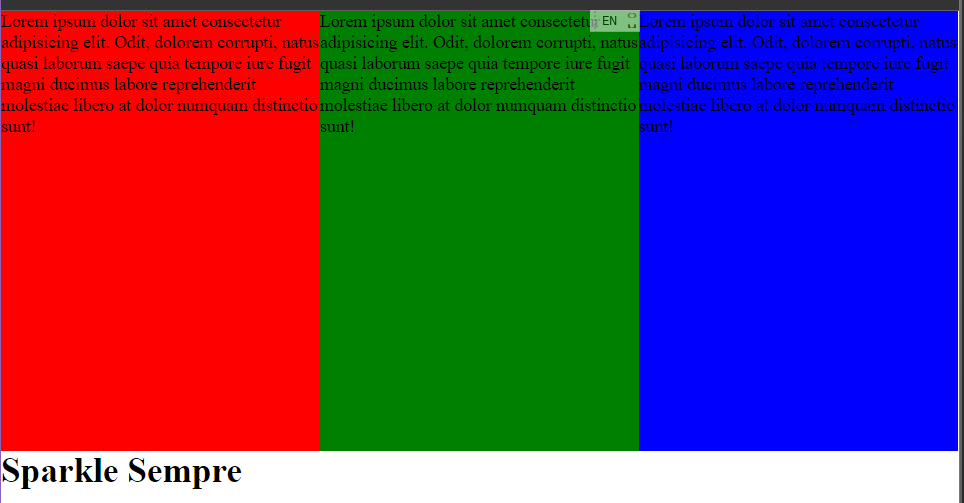 Lorem ipsum dolor sit amet consectetur
adipisicing elit. Odit, dolorem corrupti, natus
quasi laborum saepe quia tempore iure fugit
magni ducimus labore reprehenderit
molestiae libero at dolor numquam distinctio
sunt!
Lorem ipsum dolor sit amet consectetur
adipisicing elit. Odit, dolorem corrupti, natus
quasi laborum saepe quia tempore iure fugit
magni ducimus labore reprehenderit
molestiae libero at dolor numquam distinctio
sunt!
EN
Lorem ipsum dolor sit amet consectetur
adipisicing elit. Odit, dolorem corrupti, natus
quasi laborum saepe quia tempore iure fugit
magni ducimus labore reprehenderit
molestiae libero at dolor numquam distinctio
sunt!
Sparkle Sempre